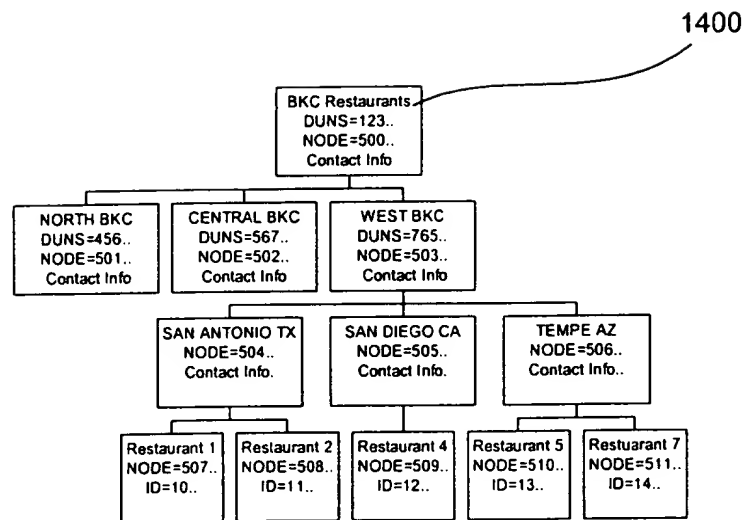 1400
BKC Restaurants
DUNS=123..
NODE=500..
Contact Info
NORTH BKC
DUNS=456..
NODE=501..
Contact Info
CENTRAL BKC
DUNS=567..
NODE=502..
Contact Info
WEST BKC
DUNS=765..
NODE=503..
Contact Info
SAN ANTONIO TX
NODE=504..
Contact Info.
SAN DIEGO CA
NODE=505..
Contact Info.
TEMPE AZ
NODE=506..
Contact Info..
Restaurant 1
NODE=507..
ID=10..
Restaurant 2
NODE=508..
ID=11..
Restaurant 4
NODE=509..
ID=12..
Restaurant 5
NODE=510..
ID=13..
Restuarant 7
NODE=511..
ID=14..